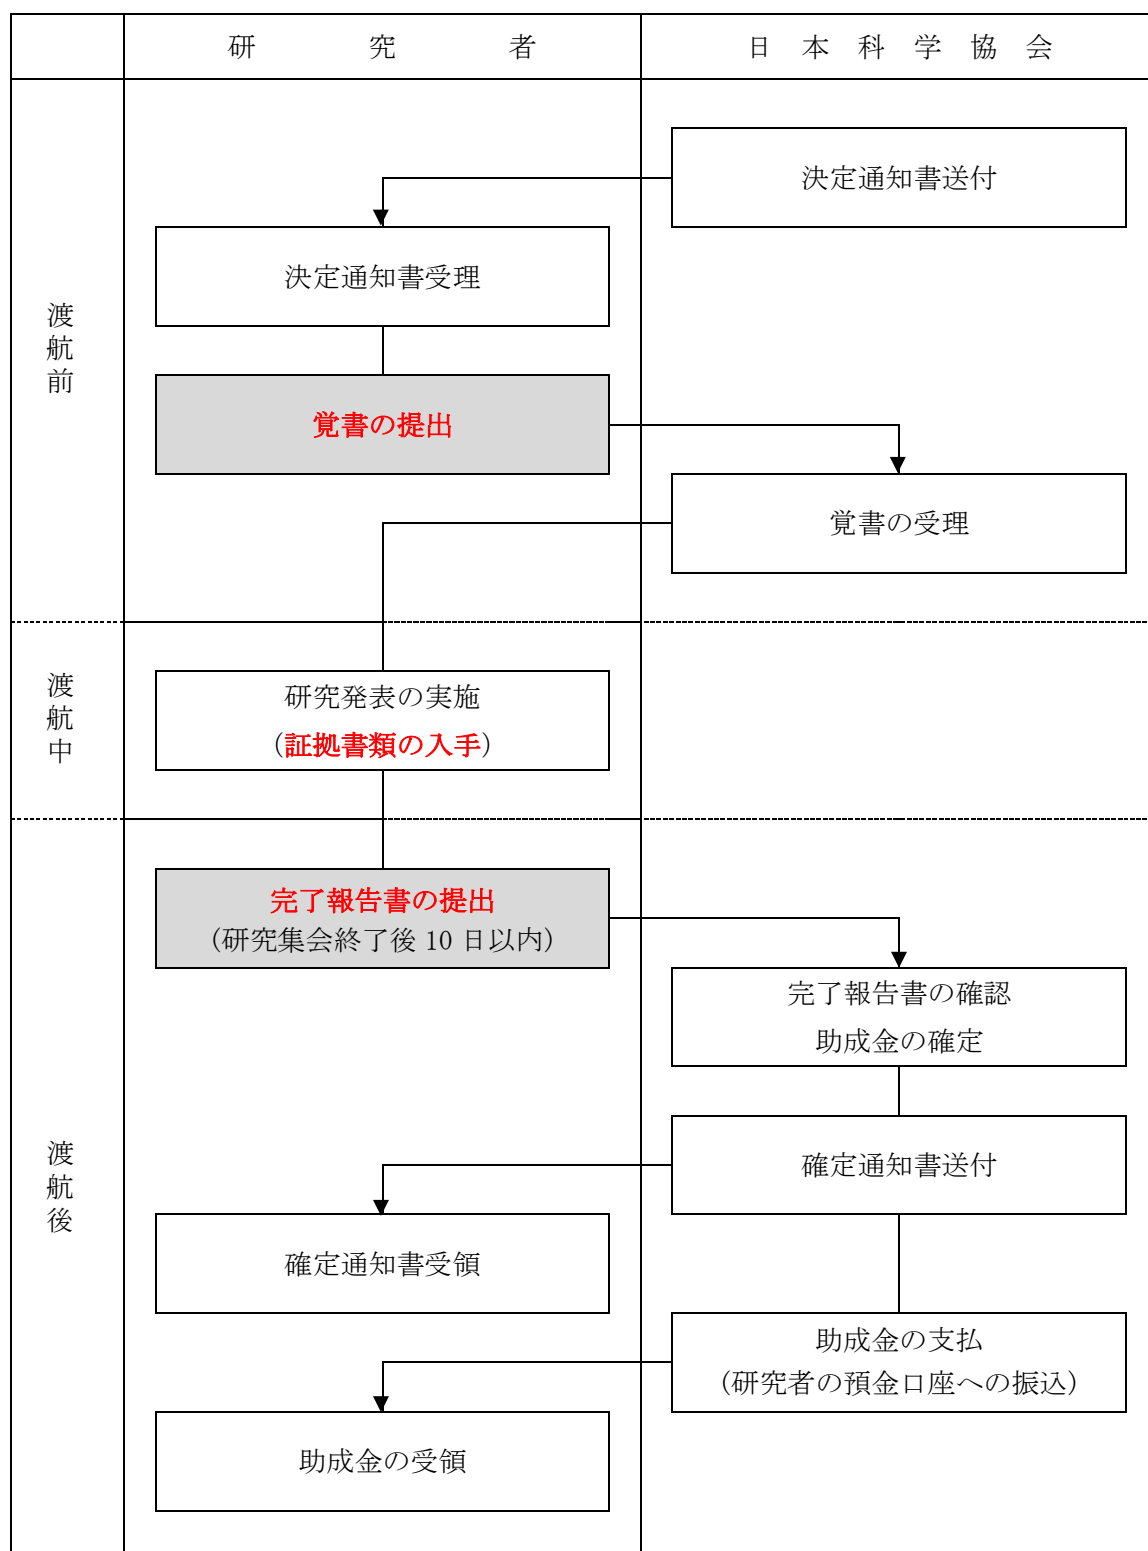 研究者
日本科学協会
渡航前
決定通知書送付
決定通知書受理
覚書の提出
覚書の受理
渡航中
研究発表の実施
（証拠書類の入手）
渡航後
完了報告書の提出
（研究集会終了後 10 日以内）
完了報告書の確認
助成金の確定
確定通知書送付
確定通知書受領
助成金の支払
（研究者の預金口座への振込）
助成金の受領